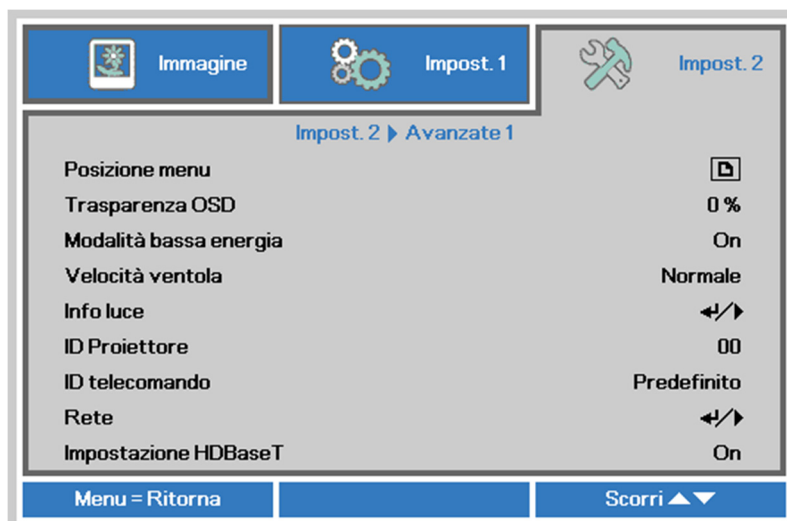 Immagine
Impost. 1
Impost. 2
Impost. 2 ▶ Avanzate 1
Posizione menu
Trasparenza OSD 0 %
Modalità bassa energia On
Velocità ventola Normale
Info luce ↵/▶
ID Proiettore 00
ID telecomando Predefinito
Rete ↵/▶
Impostazione HDBaseT On
Menu = Ritorna
Scorri ▲▼